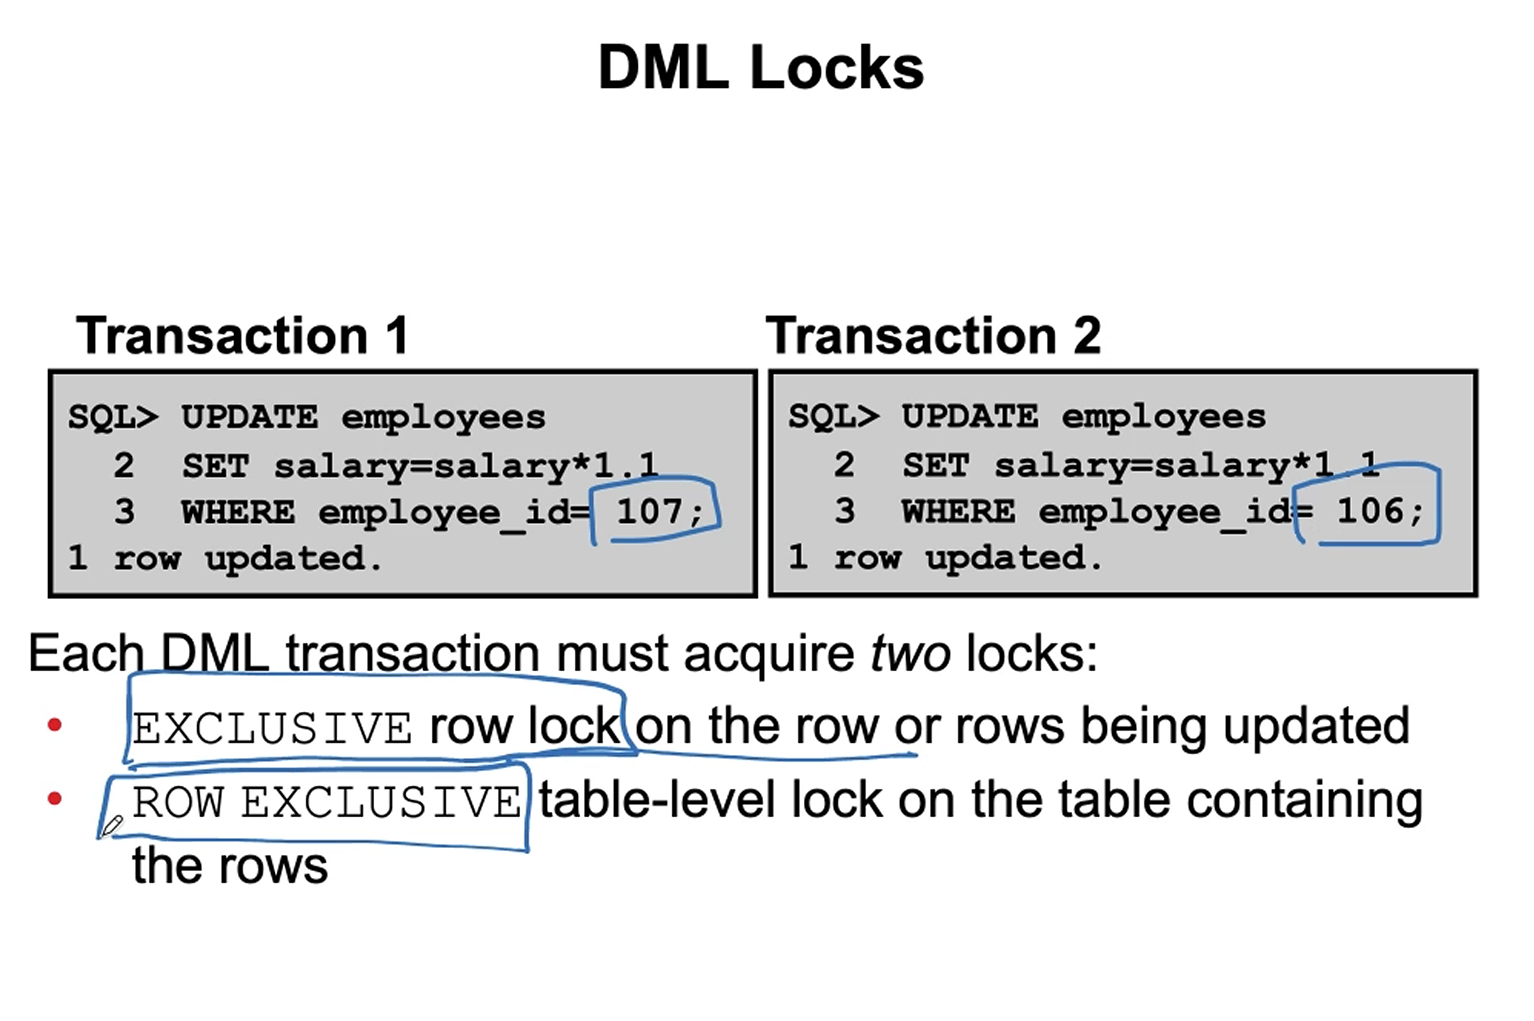 DML Locks
Transaction 1
SQL> UPDATE employees
2 SET salary=salary*1.1
3 WHERE employee_id= 107;
1 row updated.
Transaction 2
SQL> UPDATE employees
2 SET salary=salary*1.1
3 WHERE employee_id= 106;
1 row updated.
Each DML transaction must acquire two locks:
• EXCLUSIVE row lock on the row or rows being updated
• ROW EXCLUSIVE table-level lock on the table containing
the rows